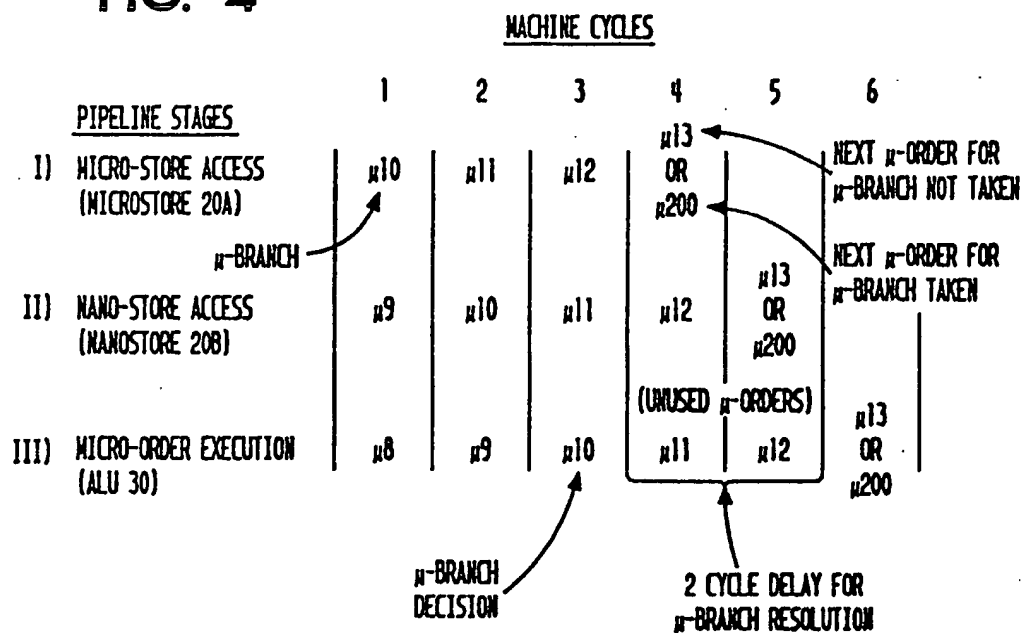 FIG. 4
MACHINE CYCLES
1 2 3 4 5 6
PIPELINE STAGES
I) MICRO-STORE ACCESS
(MICROSTORE 20A)
μ10 μ11 μ12
μ13
OR
μ200
NEXT μ-ORDER FOR
μ-BRANCH NOT TAKEN
μ-BRANCH
NEXT μ-ORDER FOR
μ-BRANCH TAKEN
II) NANO-STORE ACCESS
(NANOSTORE 20B)
μ9 μ10 μ11 μ12
μ13
OR
μ200
(UNUSED μ-ORDERS)
III) MICRO-ORDER EXECUTION
(ALU 30)
μ8 μ9 μ10 μ11 μ12
μ13
OR
μ200
μ-BRANCH
DECISION
2 CYCLE DELAY FOR
μ-BRANCH RESOLUTION